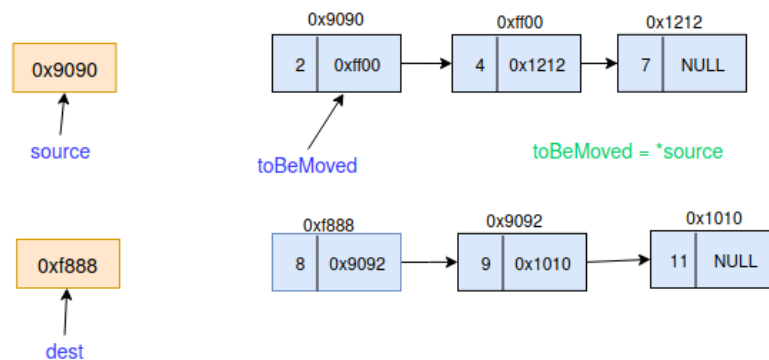 0x9090 0xff00 0x1212
0x9090 2 0xff00 4 0x1212 7 NULL
source toBeMoved toBeMoved = *source
0xf888 0x9092 0x1010
0xf888 8 0x9092 9 0x1010 11 NULL
dest